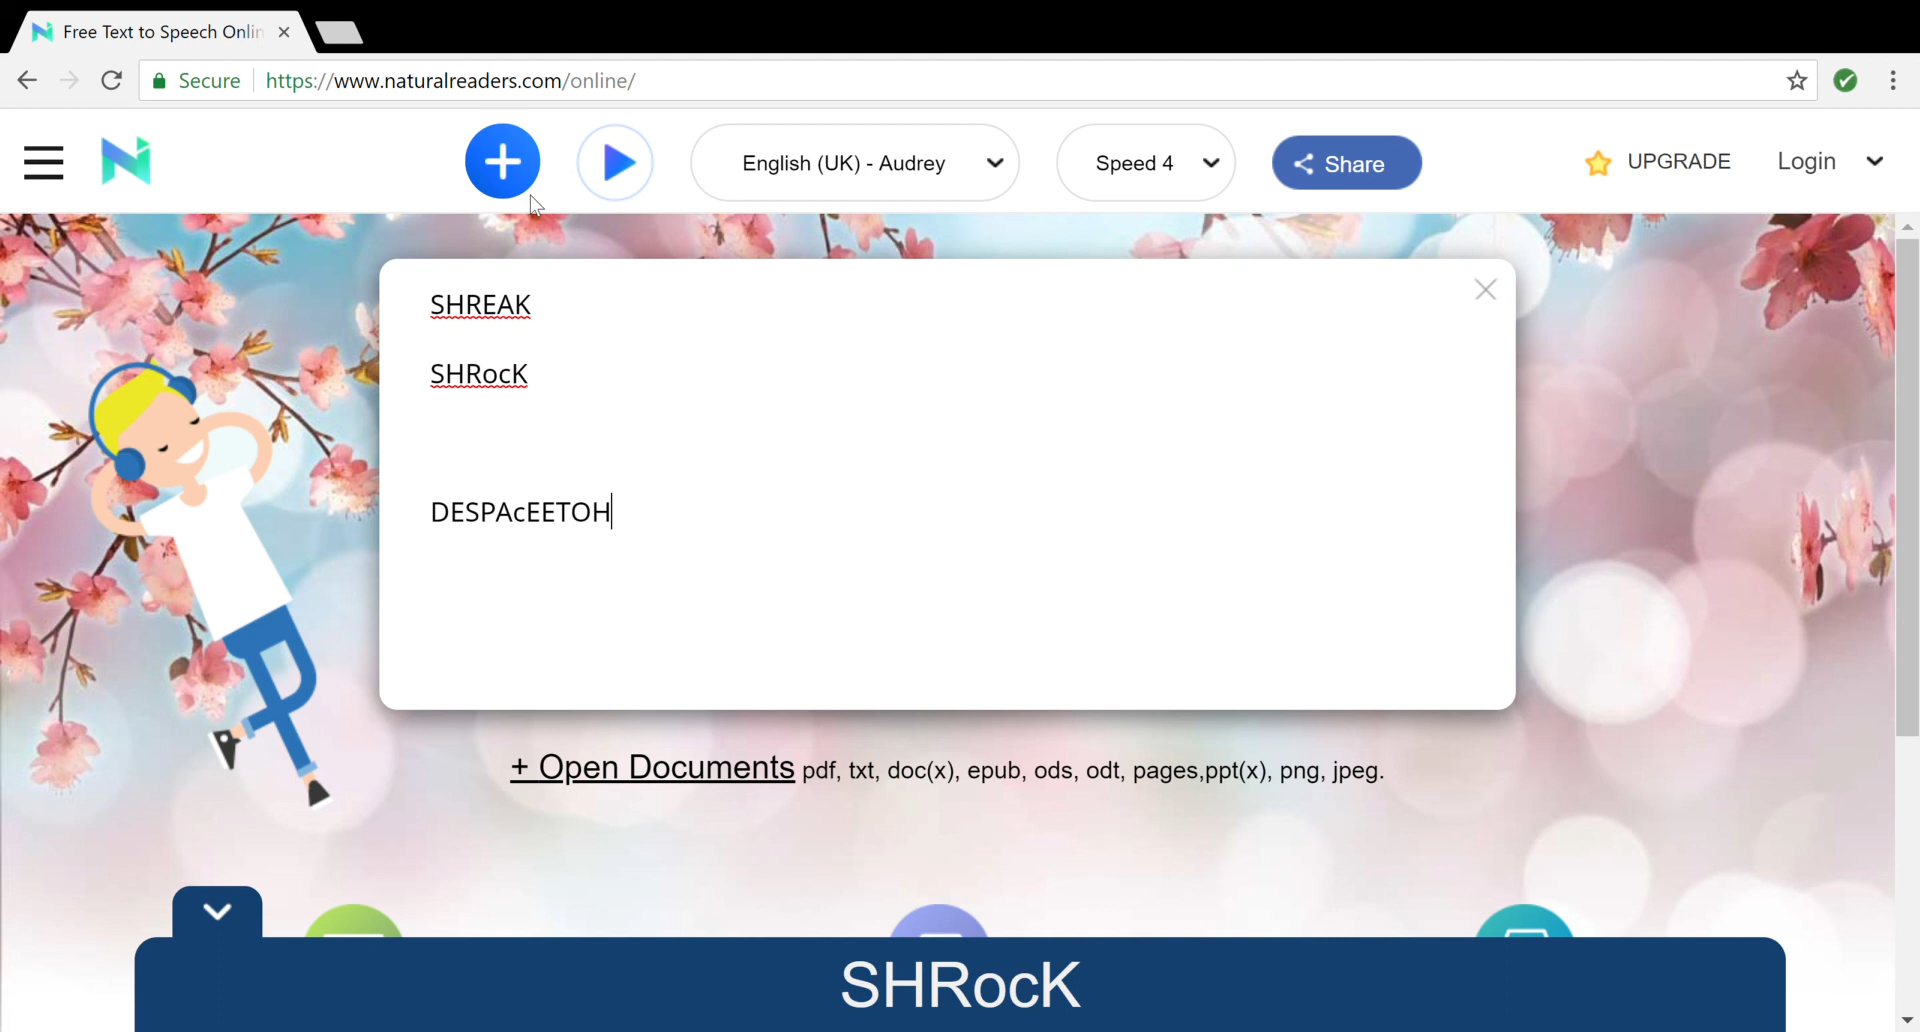 Free Text to Speech Onlin
Secure https://www.naturalreaders.com/online/
English (UK) - Audrey
Speed 4
Share
UPGRADE
Login
SHREAK
SHRocK
DESPAcEETOH
+ Open Documents pdf, txt, doc(x), epub, ods, odt, pages,ppt(x), png, jpeg.
SHRocK